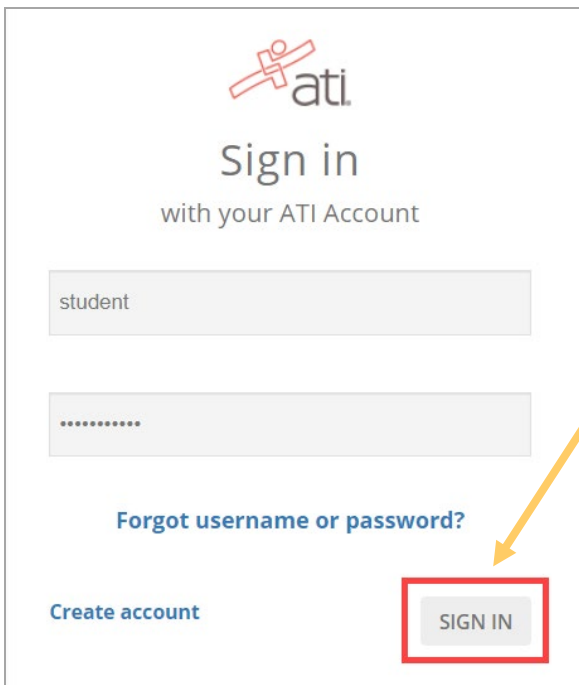 ati
Sign in
with your ATI Account
student
•••••••••••
Forgot username or password?
Create account
SIGN IN